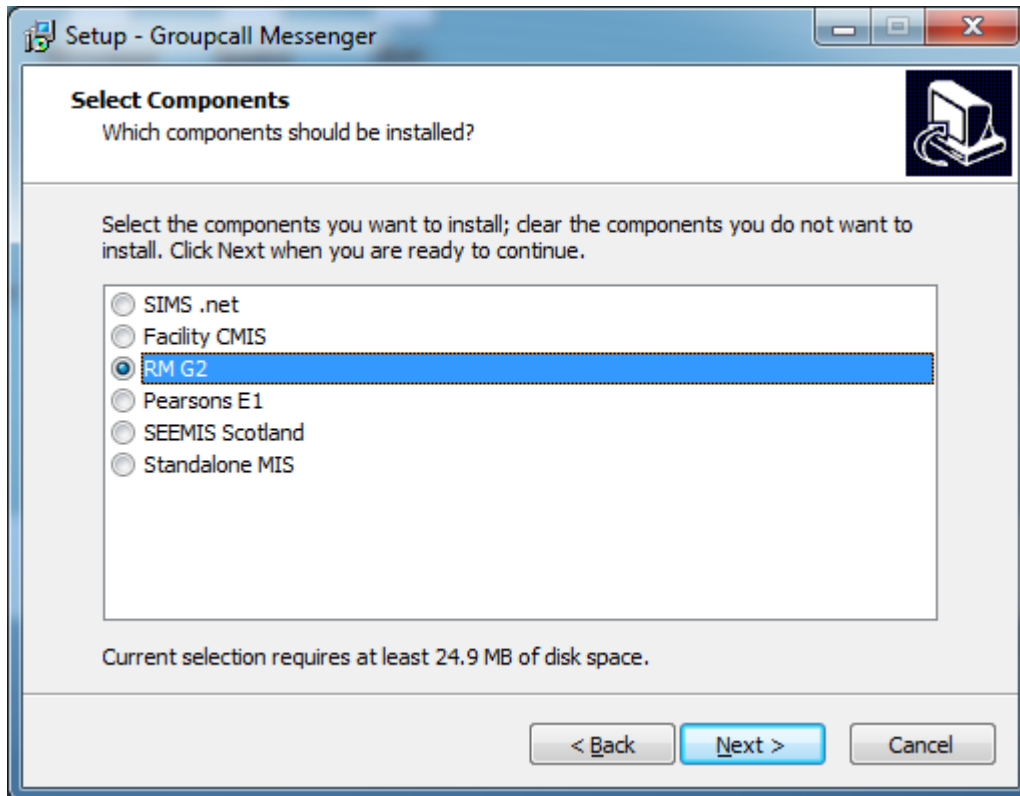 Setup - Groupcall Messenger
Select Components
Which components should be installed?
Select the components you want to install; clear the components you do not want to
install. Click Next when you are ready to continue.
SIMS .net
Facility CMIS
RM G2
Pearsons E1
SEEMIS Scotland
Standalone MIS
Current selection requires at least 24.9 MB of disk space.
< Back
Next >
Cancel